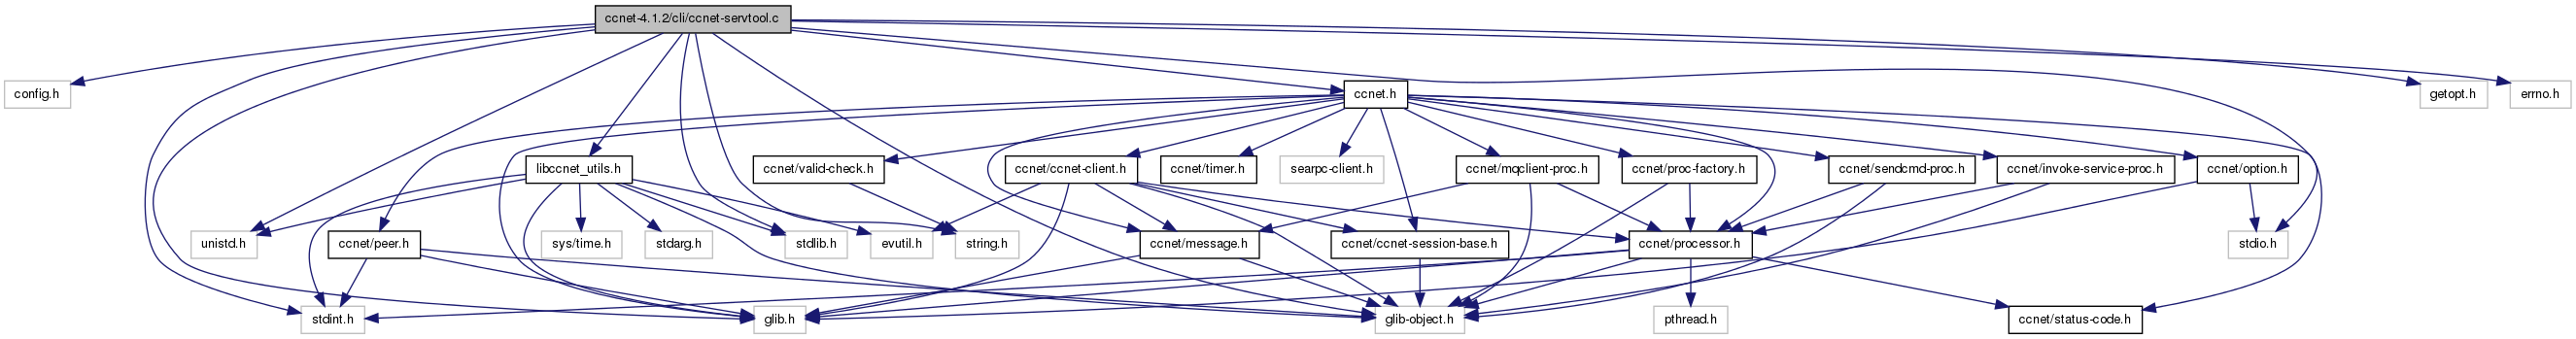 ccnet-4.1.2/cli/ccnet-servtool.c
config.h
ccnet.h
getopt.h
errno.h
libccnet_utils.h
ccnet/valid-check.h
ccnet/ccnet-client.h
ccnet/timer.h
searpc-client.h
ccnet/mqclient-proc.h
ccnet/proc-factory.h
ccnet/sendcmd-proc.h
ccnet/invoke-service-proc.h
ccnet/option.h
unistd.h
ccnet/peer.h
sys/time.h
stdarg.h
stdlib.h
evutil.h
string.h
ccnet/message.h
ccnet/ccnet-session-base.h
ccnet/processor.h
stdio.h
stdint.h
glib.h
glib-object.h
pthread.h
ccnet/status-code.h